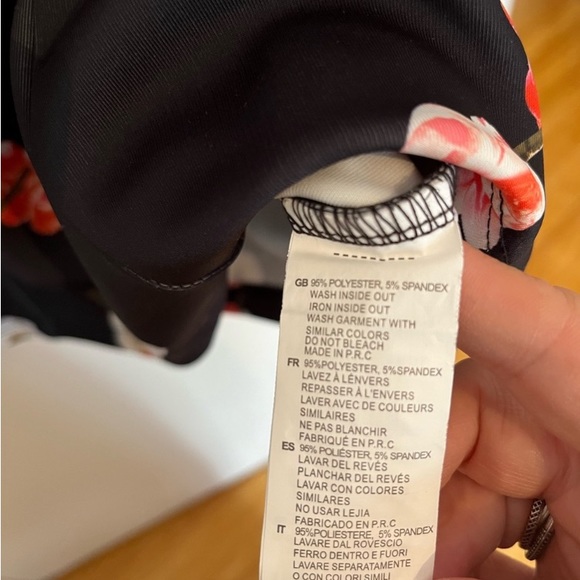 GB 95% POLYESTER, 5% SPANDEX
WASH INSIDE OUT
IRON INSIDE OUT
WASH GARMENT WITH
SIMILAR COLORS
DO NOT BLEACH
MADE IN P.R.C
FR 95%POLYESTER, 5%SPANDEX
LAVEZ À LÉNVERS
REPASSER À L'ENVERS
LAVER AVEC DE COULEURS
SIMILAIRES
NE PAS BLANCHIR
FABRIQUÉ EN P.R.C
ES 95% POLIÉSTER, 5% SPANDEX
LAVAR DEL REVÉS
PLANCHAR DEL REVÉS
LAVAR CON COLORES
SIMILARES
NO USAR LEJIA
FABRICADO EN P.R.C
IT 95%POLIESTERE, 5% SPANDEX
LAVARE DAL ROVESCIO
FERRO DENTRO E FUORI
LAVARE SEPARATAMENTE
O CON COLORI SIMILI